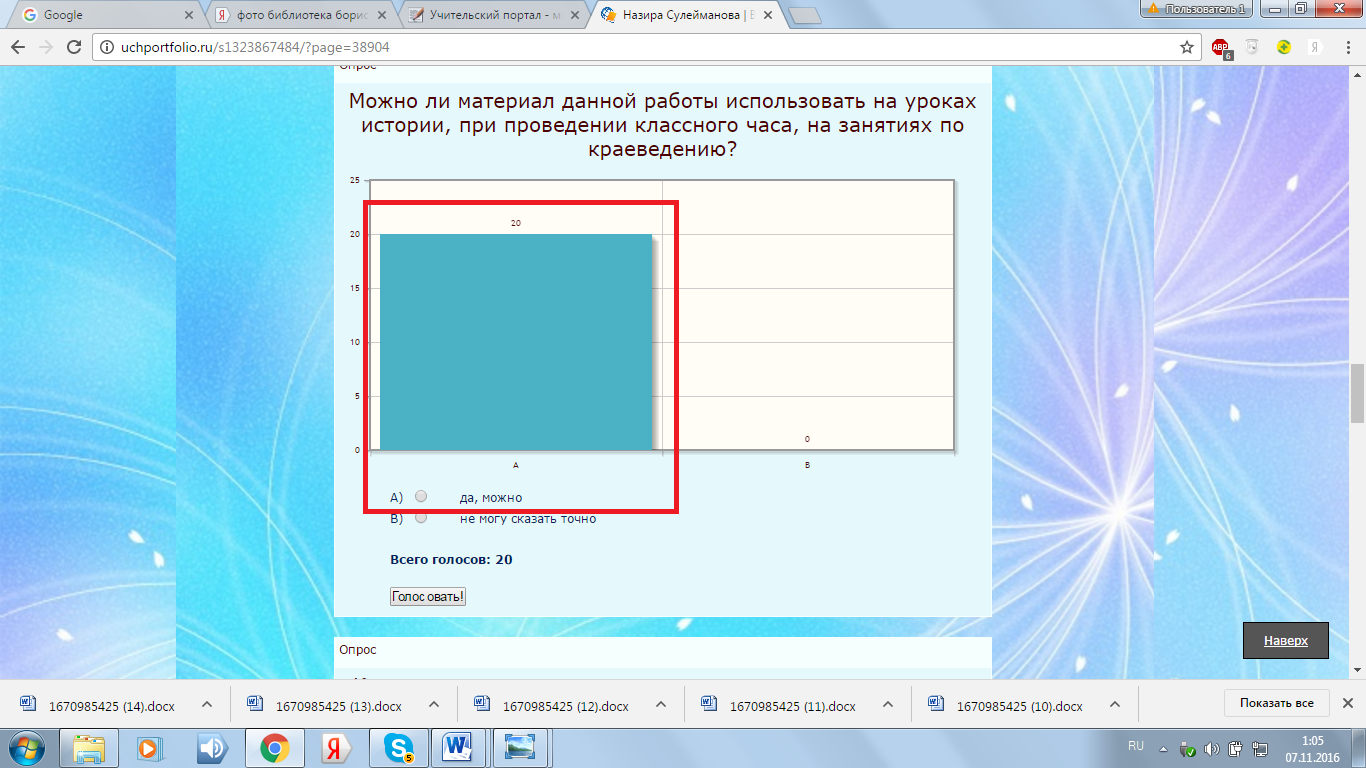 Google
фото библиотека борис
Учительский портал - м
Назира Сулейманова | Е
Пользователь 1
uchportfolio.ru/s1323867484/?page=38904
ABP
6
Опрос
Можно ли материал данной работы использовать на уроках
истории, при проведении классного часа, на занятиях по
краеведению?
25
20
15
10
5
0
20
0
A
B
A) да, можно
B) не могу сказать точно
Всего голосов: 20
Голосовать!
Наверх
Опрос
1670985425 (14).docx
1670985425 (13).docx
1670985425 (12).docx
1670985425 (11).docx
1670985425 (10).docx
Показать все
5
RU
1:05
07.11.2016